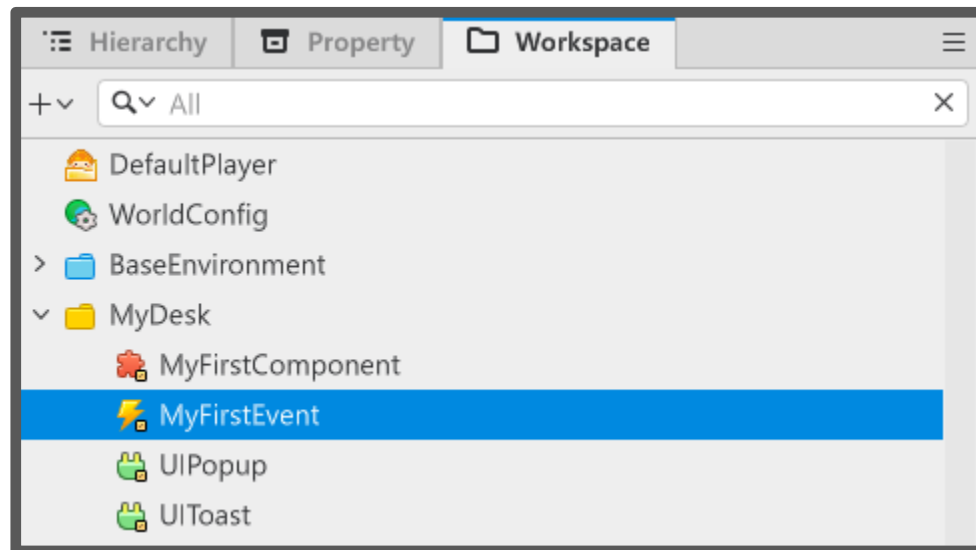 Hierarchy Property Workspace
All
DefaultPlayer
WorldConfig
BaseEnvironment
MyDesk
MyFirstComponent
MyFirstEvent
UIPopup
UIToast